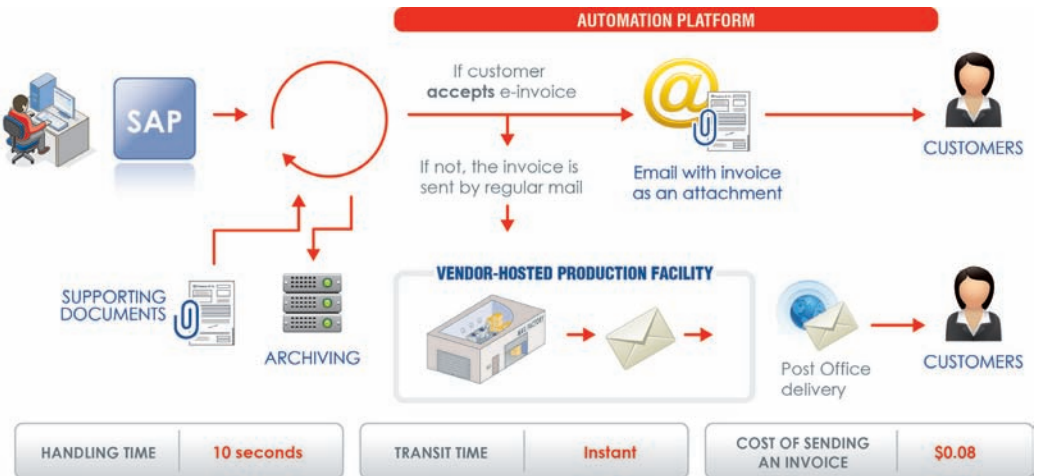 AUTOMATION PLATFORM
If customer
accepts e-invoice
SAP
CUSTOMERS
If not, the invoice is
sent by regular mail
Email with invoice
as an attachment
VENDOR-HOSTED PRODUCTION FACILITY
SUPPORTING
DOCUMENTS
ARCHIVING
Post Office
delivery
CUSTOMERS
HANDLING TIME
10 seconds
TRANSIT TIME
Instant
COST OF SENDING
AN INVOICE
$0.08